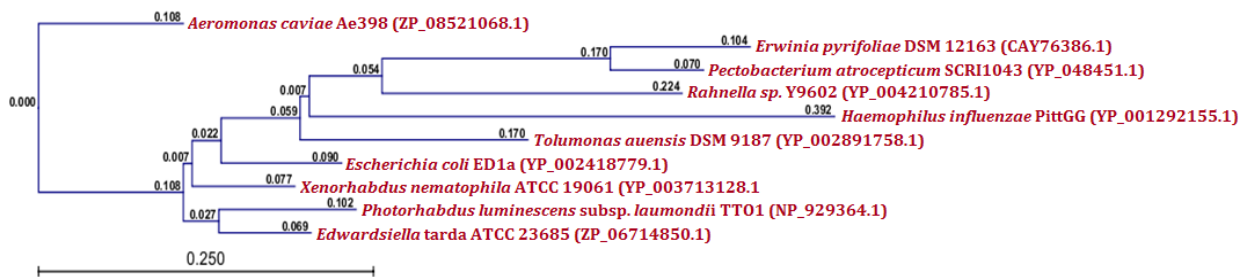 0.108 Aeromonas caviae Ae398 (ZP_08521068.1)
0.104 Erwinia pyrifoliae DSM 12163 (CAY76386.1)
0.170
0.070 Pectobacterium atrocepticum SCRI1043 (YP_048451.1)
0.054
0.224 Rahnella sp. Y9602 (YP_004210785.1)
0.007
0.000
0.392 Haemophilus influenzae PittGG (YP_001292155.1)
0.059
0.170 Tolumonas auensis DSM 9187 (YP_002891758.1)
0.022
0.090 Escherichia coli ED1a (YP_002418779.1)
0.007
0.077 Xenorhabdus nematophila ATCC 19061 (YP_003713128.1
0.108
0.102 Photorhabdus luminescens subsp. laumondii TTO1 (NP_929364.1)
0.027
0.069 Edwardsiella tarda ATCC 23685 (ZP_06714850.1)
0.250